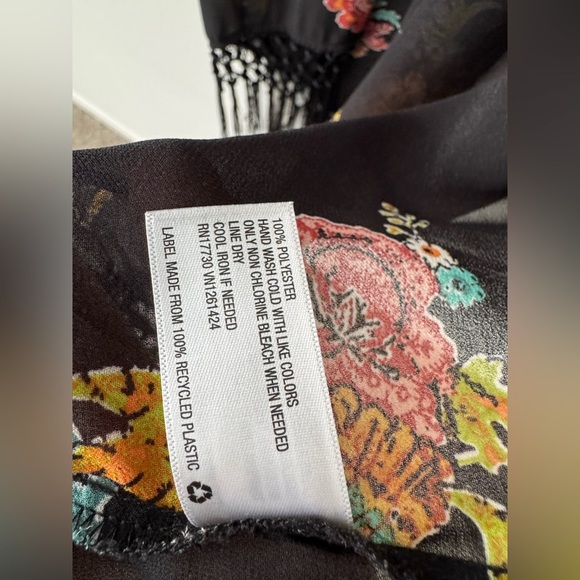 100% POLYESTER
HAND WASH COLD WITH LIKE COLORS
ONLY NON CHLORINE BLEACH WHEN NEEDED
LINE DRY
COOL IRON IF NEEDED
RN17730 VN1261424
LABEL MADE FROM 100% RECYCLED PLASTIC